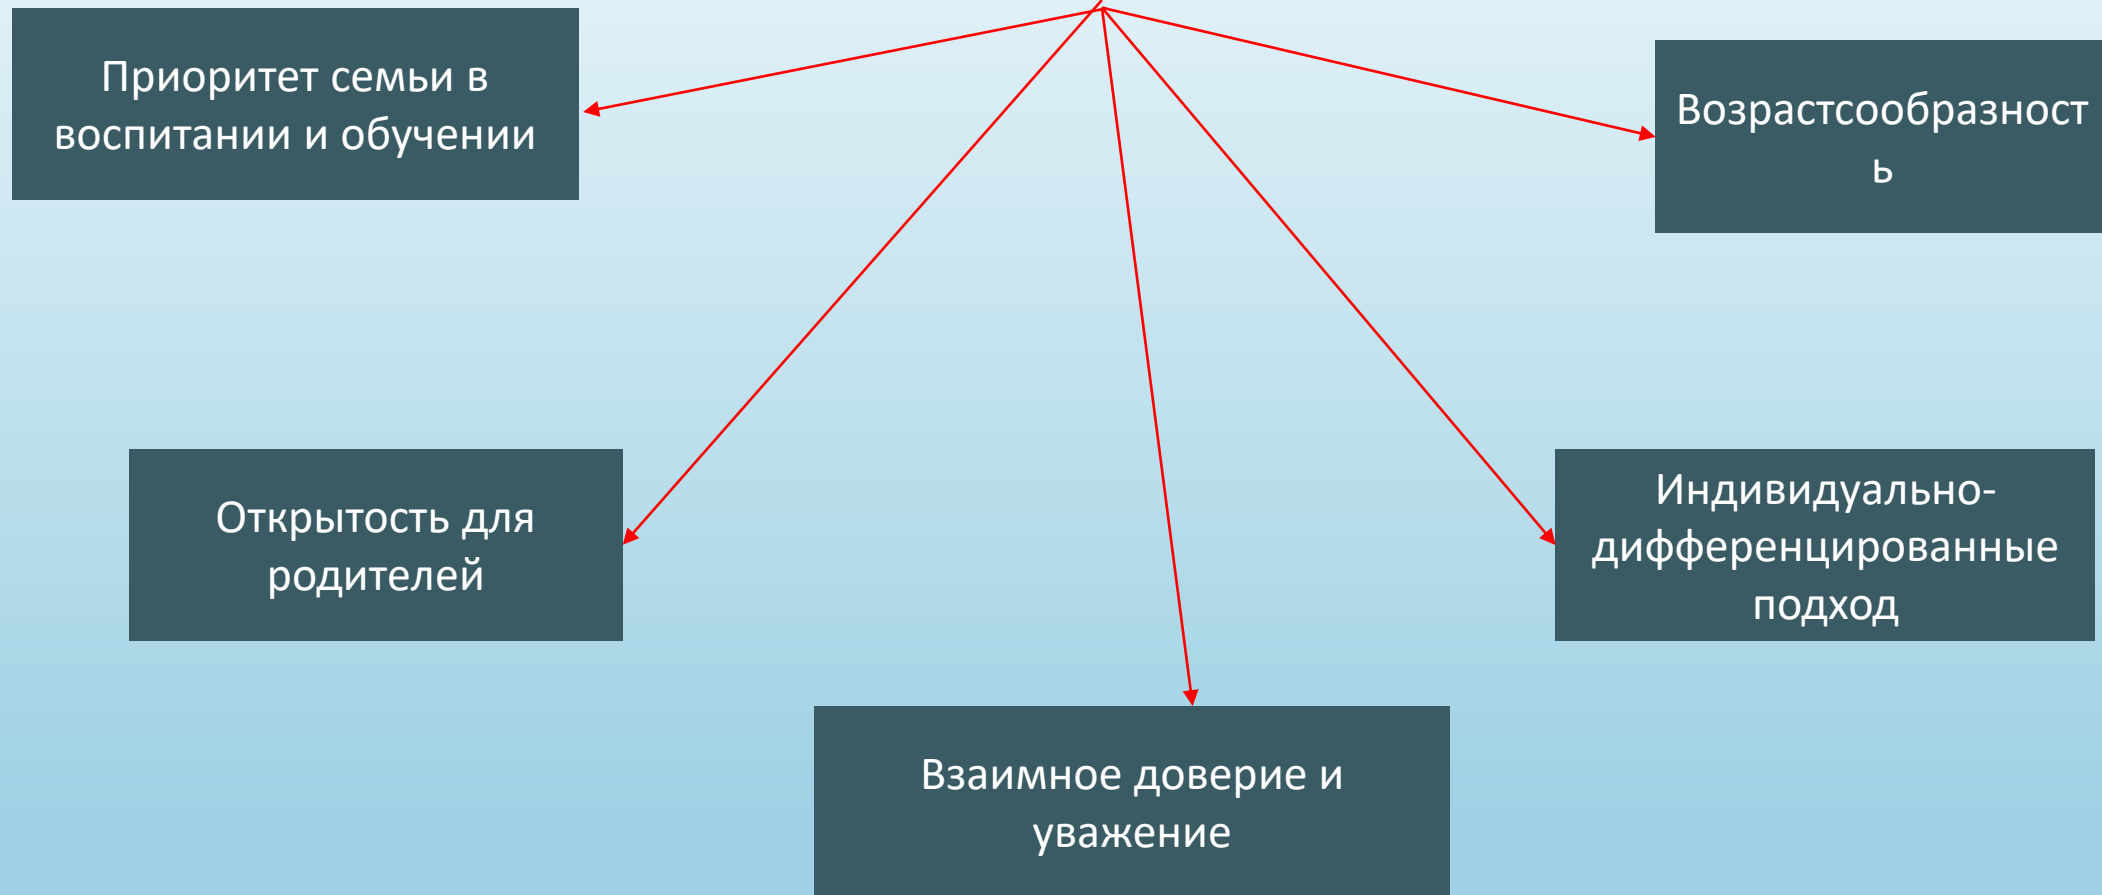 Приоритет семьи в
воспитании и обучении
Возрастсообразност
ь
Открытость для
родителей
Индивидуально-
дифференцированные
подход
Взаимное доверие и
уважение